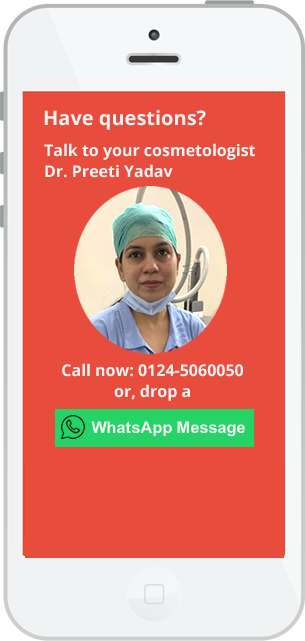 Have questions?
Talk to your cosmetologist
Dr. Preeti Yadav
Call now: 0124-5060050
or, drop a
WhatsApp Message